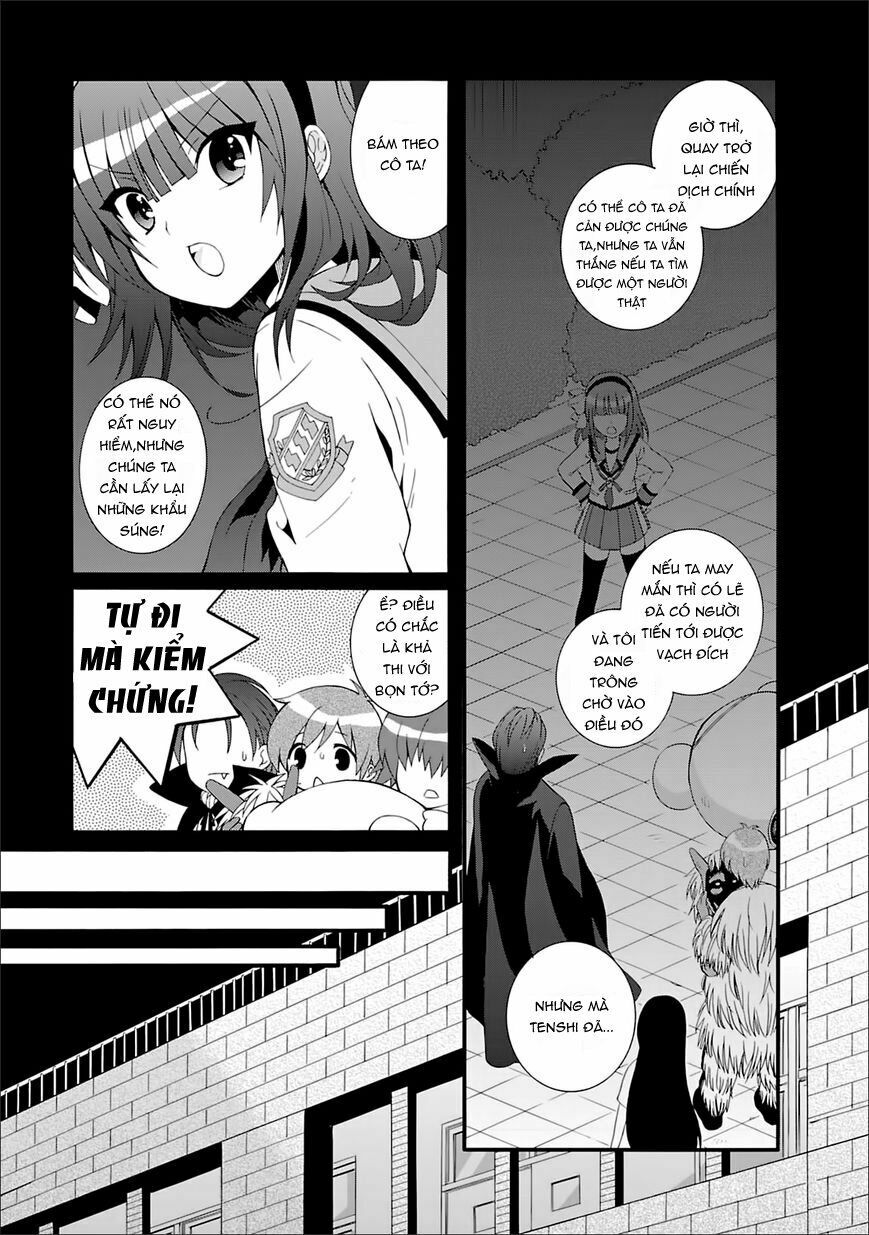 GIỜ THÌ,
QUAY TRỞ
LẠI CHIẾN
DỊCH CHÍNH
CÓ THỂ CÔ TA ĐÃ
CẢN ĐƯỢC CHÚNG
TA,NHƯNG TA VẪN
THẮNG NẾU TA TÌM
ĐƯỢC MỘT NGƯỜI
THẬT
NẾU TA MAY
MẮN THÌ CÓ LẼ
ĐÃ CÓ NGƯỜI
TIẾN TỚI ĐƯỢC
VẠCH ĐÍCH
VÀ TÔI
ĐANG
TRÔNG
CHỜ VÀO
ĐIỀU ĐÓ
NHƯNG MÀ
TENSHI ĐẢ...
BÁM THEO
CÔ TA!
CÓ THỂ NÓ
RẤT NGUY
HIỂM,NHƯNG
CHÚNG TA
CẦN LẤY LẠI
NHỮNG KHẨU
SÚNG!
Ề? ĐIỀU
CÓ CHẮC
LÀ KHẢ
THI VỚI
BỌN TỚ?
TỰ ĐI
MÀ KIỂM
CHỨNG!